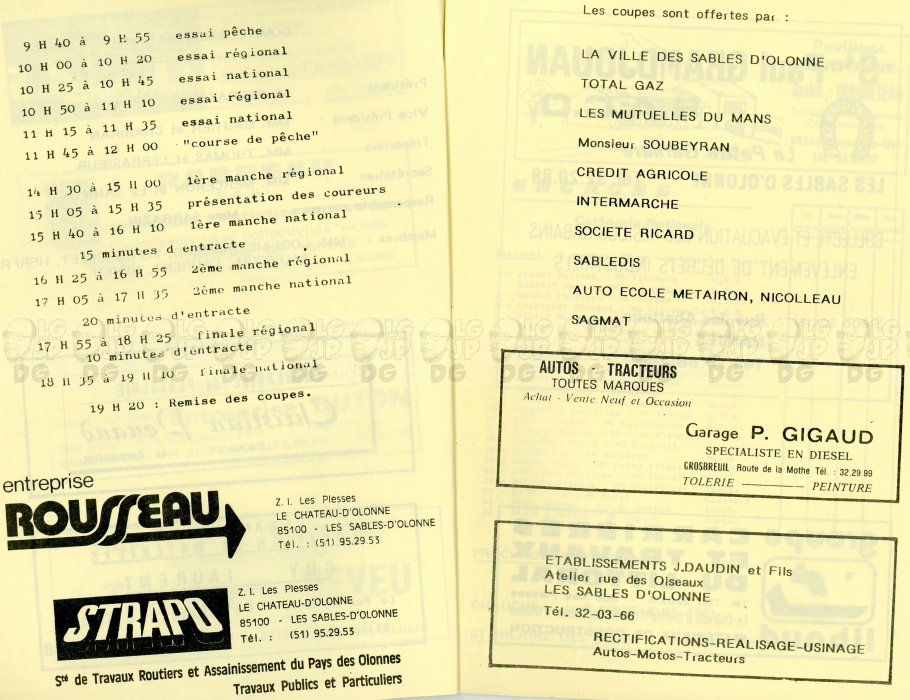 9 H 40 à 9 H 55 essai pêche
10 H 00 à 10 H 20 essai régional
10 H 25 à 10 H 45 essai national
10 H 50 à 11 H 10 essai régional
11 H 15 à 11 H 35 essai national
11 H 45 à 12 H 00 "course de pêche"
14 H 30 à 15 H 00 1ère manche régional
15 H 05 à 15 H 35 présentation des coureurs
15 H 40 à 16 H 10 1ère manche national
15 minutes d'entracte
16 H 25 à 16 H 55 2ème manche régional
17 H 05 à 17 H 35 2ème manche national
20 minutes d'entracte
17 H 55 à 18 H 25 finale régional
10 minutes d'entracte
18 H 35 à 19 H 10 finale national
19 H 20 : Remise des coupes.
entreprise
ROUSSEAU
Z. I. Les Plesses
LE CHATEAU-D'OLONNE
85100 - LES SABLES-D'OLONNE
Tél. : (51) 95.29.53
STRAPO
Z. I. Les Plesses
LE CHATEAU-D'OLONNE
85100 - LES SABLES-D'OLONNE
Tél. : (51) 95.29.53
Sté de Travaux Routiers et Assainissement du Pays des Olonnes
Travaux Publics et Particuliers
Les coupes sont offertes par :
LA VILLE DES SABLES D'OLONNE
TOTAL GAZ
LES MUTUELLES DU MANS
Monsieur SOUBEYRAN
CREDIT AGRICOLE
INTERMARCHE
SOCIETE RICARD
SABLEDIS
AUTO ECOLE METAIRON, NICOLLEAU
SAGMAT
AUTOS - TRACTEURS
TOUTES MARQUES
Achat - Vente Neuf et Occasion
Garage P. GIGAUD
SPECIALISTE EN DIESEL
GROSBREUIL Route de la Mothe Tél. : 32.29.99
TOLERIE ——— PEINTURE
ETABLISSEMENTS J.DAUDIN et Fils
Atelier rue des Oiseaux
LES SABLES D'OLONNE
Tél. 32-03-66
RECTIFICATIONS-REALISAGE-USINAGE
Autos-Motos-Tracteurs